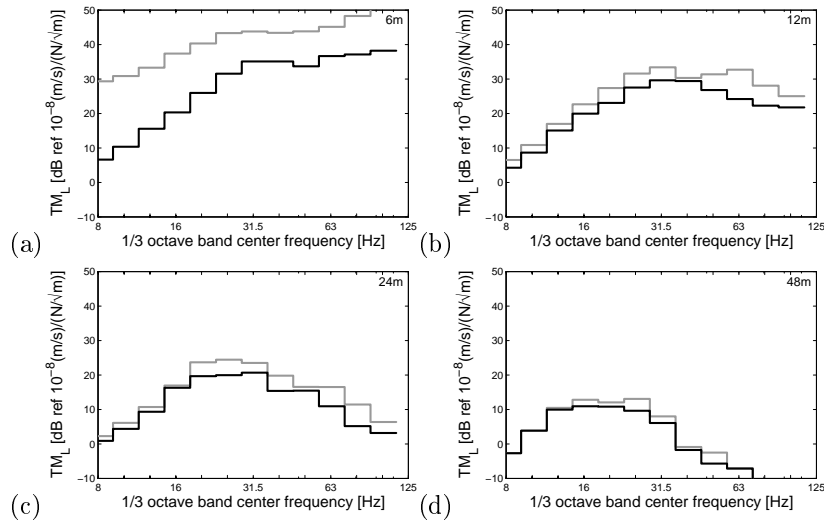 50
6m
40
30
20
10
0
−10
8 16 31.5 63 125
TM_L [dB ref 10^−8(m/s)/(N/√m)]
1/3 octave band center frequency [Hz]
(a)
50
12m
40
30
20
10
0
−10
8 16 31.5 63 125
TM_L [dB ref 10^−8(m/s)/(N/√m)]
1/3 octave band center frequency [Hz]
(b)
50
24m
40
30
20
10
0
−10
8 16 31.5 63 125
TM_L [dB ref 10^−8(m/s)/(N/√m)]
1/3 octave band center frequency [Hz]
(c)
50
48m
40
30
20
10
0
−10
8 16 31.5 63 125
TM_L [dB ref 10^−8(m/s)/(N/√m)]
1/3 octave band center frequency [Hz]
(d)